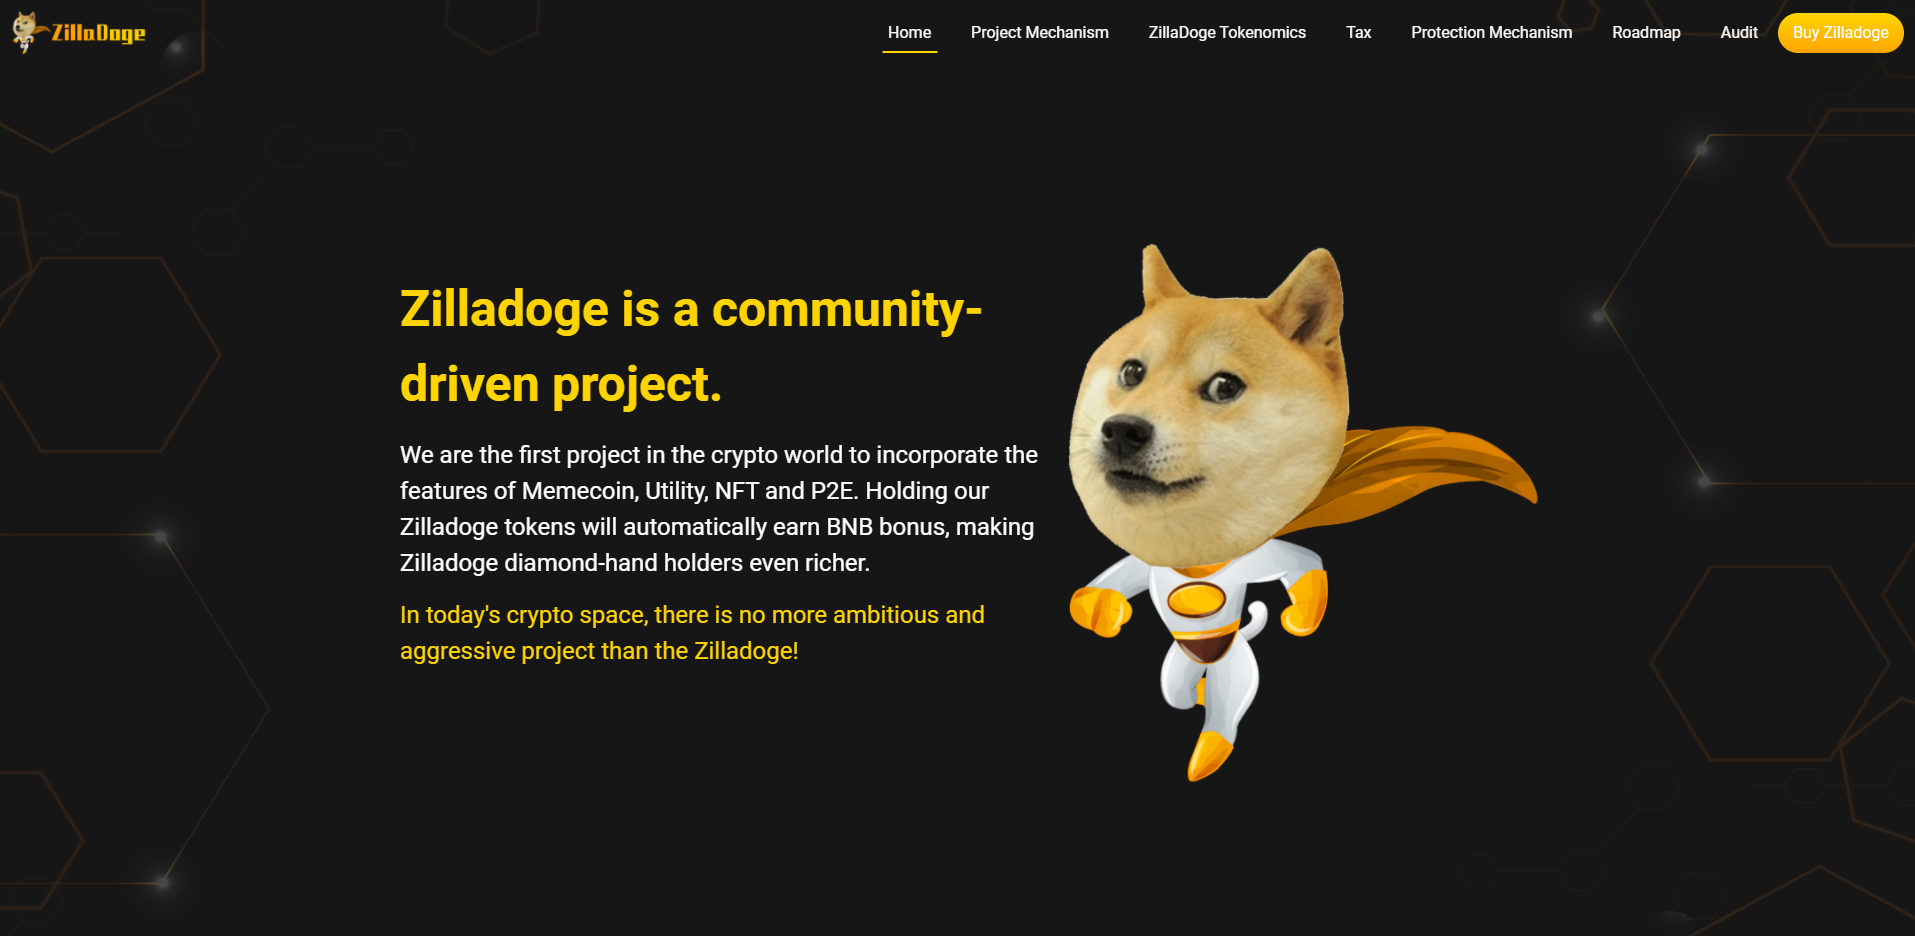 ZillaDoge
Home
Project Mechanism
ZillaDoge Tokenomics
Tax
Protection Mechanism
Roadmap
Audit
Buy Zilladoge
Zilladoge is a community-
driven project.
We are the first project in the crypto world to incorporate the
features of Memecoin, Utility, NFT and P2E. Holding our
Zilladoge tokens will automatically earn BNB bonus, making
Zilladoge diamond-hand holders even richer.
In today's crypto space, there is no more ambitious and
aggressive project than the Zilladoge!